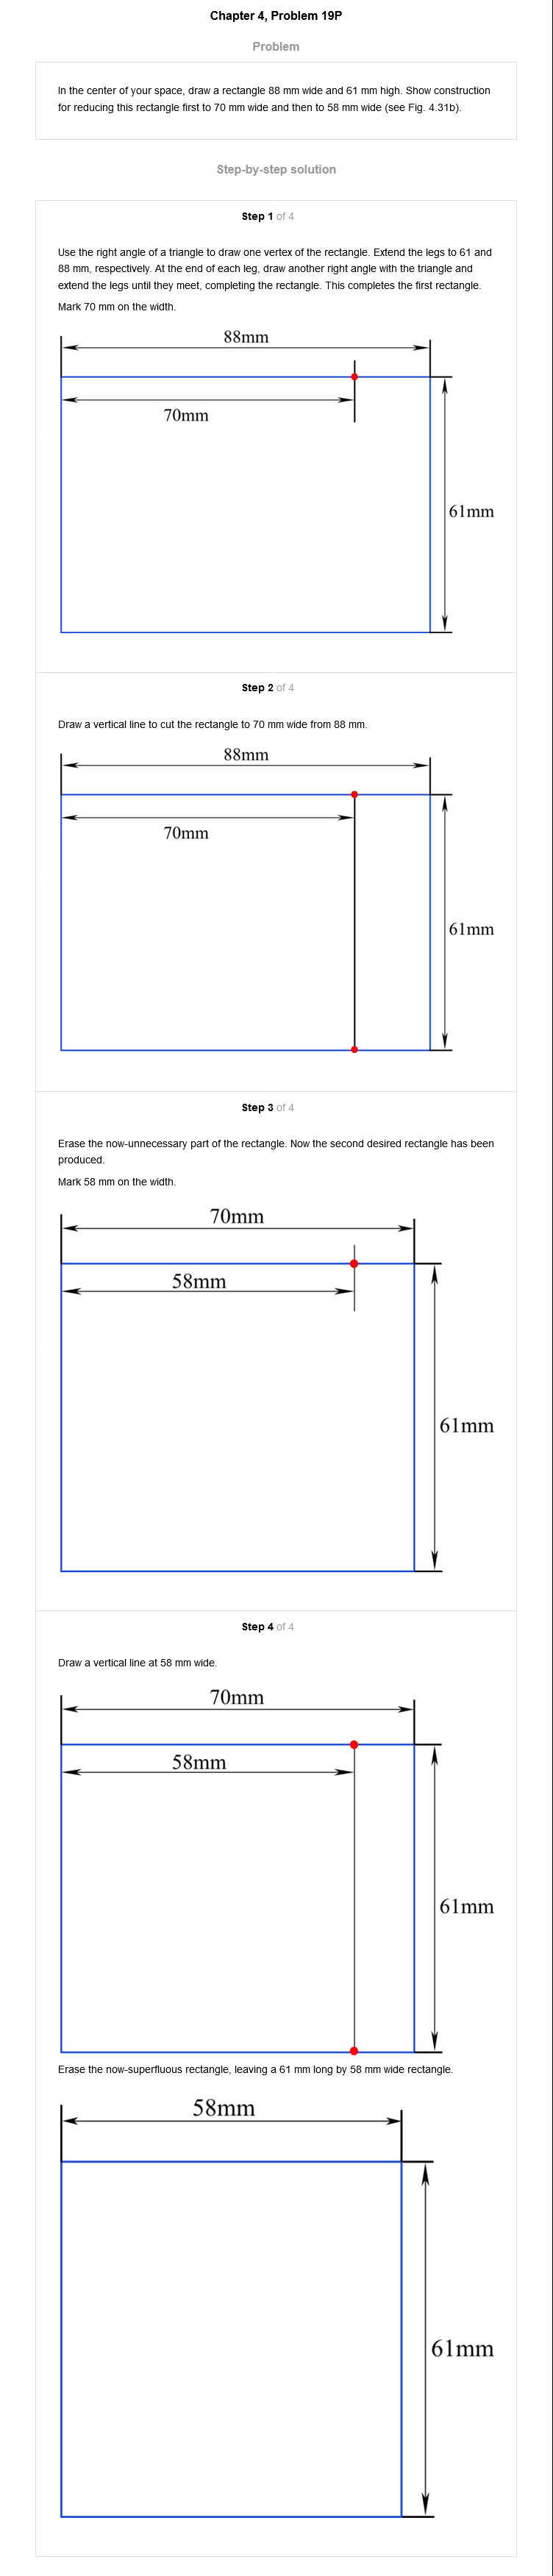 Chapter 4, Problem 19P
Problem
In the center of your space, draw a rectangle 88 mm wide and 61 mm high. Show construction
for reducing this rectangle first to 70 mm wide and then to 58 mm wide (see Fig. 4.31b).
Step-by-step solution
Step 1 of 4
Use the right angle of a triangle to draw one vertex of the rectangle. Extend the legs to 61 and
88 mm, respectively. At the end of each leg, draw another right angle with the triangle and
extend the legs until they meet, completing the rectangle. This completes the first rectangle.
Mark 70 mm on the width.
88mm
70mm
61mm
Step 2 of 4
Draw a vertical line to cut the rectangle to 70 mm wide from 88 mm.
88mm
70mm
61mm
Step 3 of 4
Erase the now-unnecessary part of the rectangle. Now the second desired rectangle has been
produced.
Mark 58 mm on the width.
70mm
58mm
61mm
Step 4 of 4
Draw a vertical line at 58 mm wide.
70mm
58mm
61mm
Erase the now-superfluous rectangle, leaving a 61 mm long by 58 mm wide rectangle.
58mm
61mm